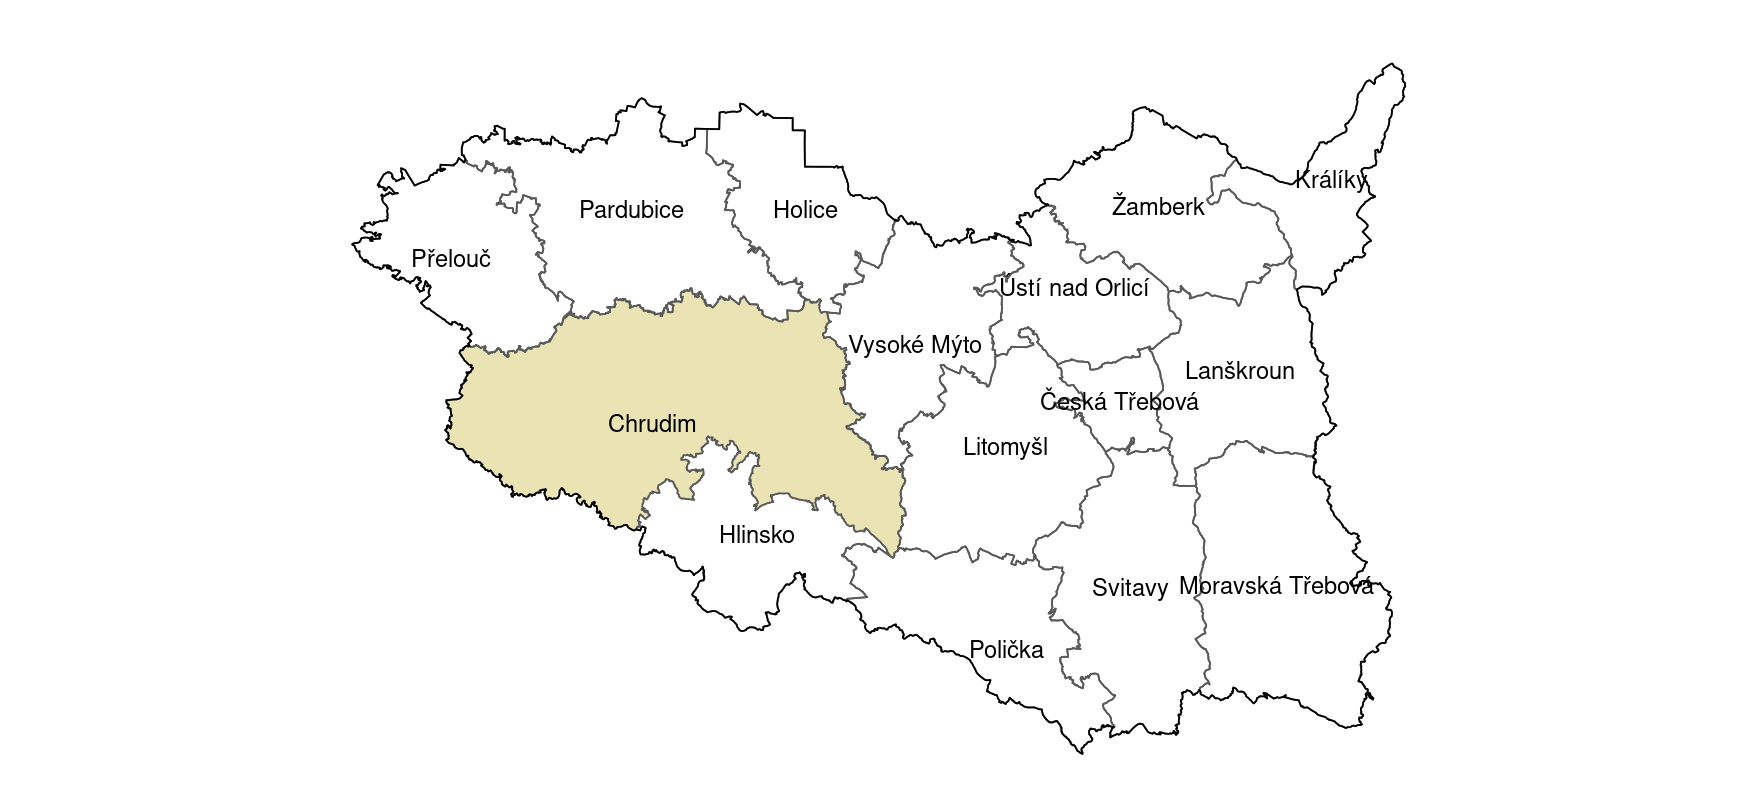 Králíky
Žamberk
Pardubice
Holice
Přelouč
Ústí nad Orlicí
Vysoké Mýto
Lanškroun
Česká Třebová
Chrudim
Litomyšl
Hlinsko
Svitavy
Moravská Třebová
Polička